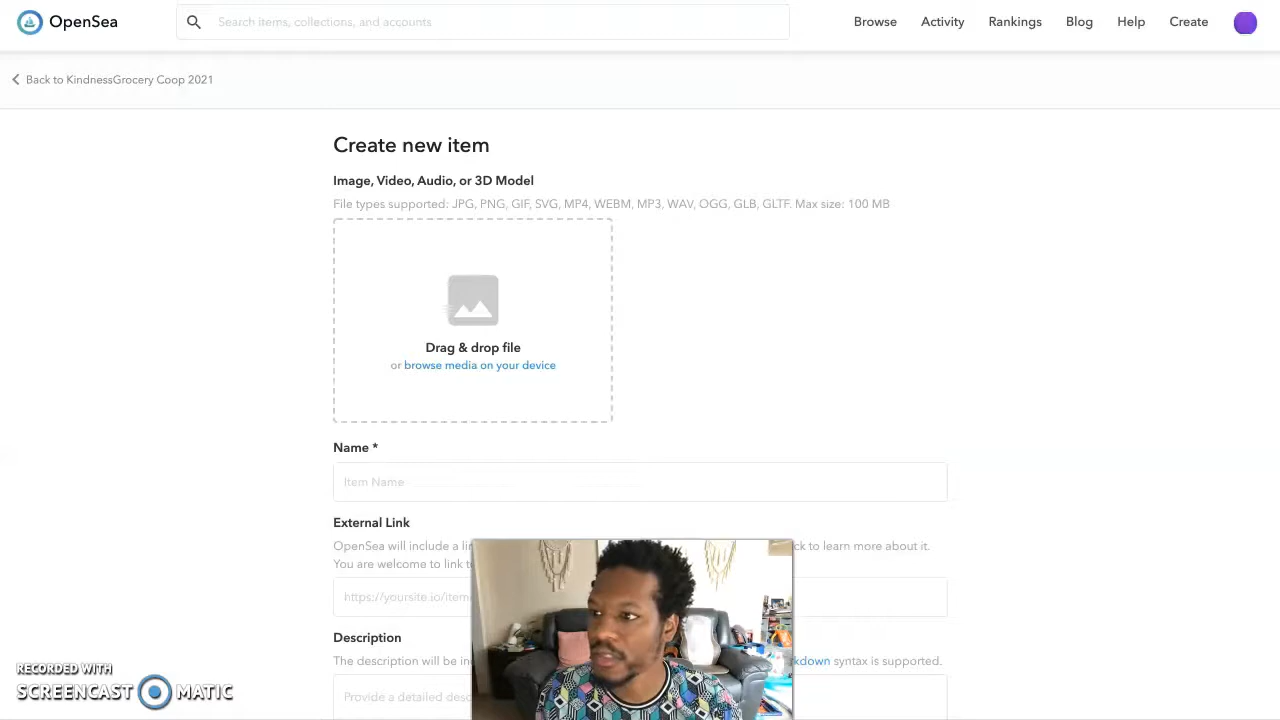 OpenSea
Search items, collections, and accounts
Browse Activity Rankings Blog Help Create
Back to KindnessGrocery Coop 2021
Create new item
Image, Video, Audio, or 3D Model
File types supported: JPG, PNG, GIF, SVG, MP4, WEBM, MP3, WAV, OGG, GLB, GLTF. Max size: 100 MB
Drag & drop file
or browse media on your device
Name *
Item Name
External Link
OpenSea will include a
to learn more about it.
You are welcome to link
https://yoursite.io/item
Description
The description will be
syntax is supported.
Provide a detailed
RECORDED WITH
SCREENCAST MATIC